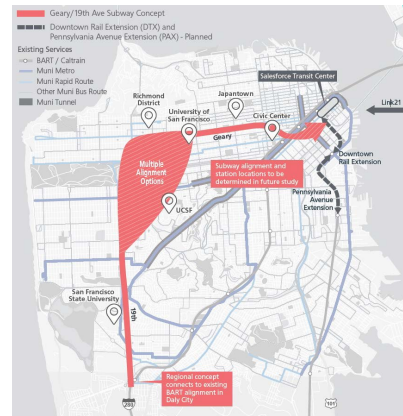 Geary/19th Ave Subway Concept
Downtown Rail Extension (DTX) and
Pennsylvania Avenue Extension (PAX) - Planned
Existing Services
BART / Caltrain
Muni Metro
Muni Rapid Route
Other Muni Bus Route
Muni Tunnel
Salesforce Transit Center
Link21
Japantown
Richmond
District
University of
San Francisco
Civic Center
Geary
Downtown
Rail Extension
Multiple
Alignment
Options
Subway alignment and
station locations to be
determined in future study
Pennsylvania
Avenue
Extension
UCSF
San Francisco
State University
19th
Regional concept
connects to existing
BART alignment in
Daly City
280
101